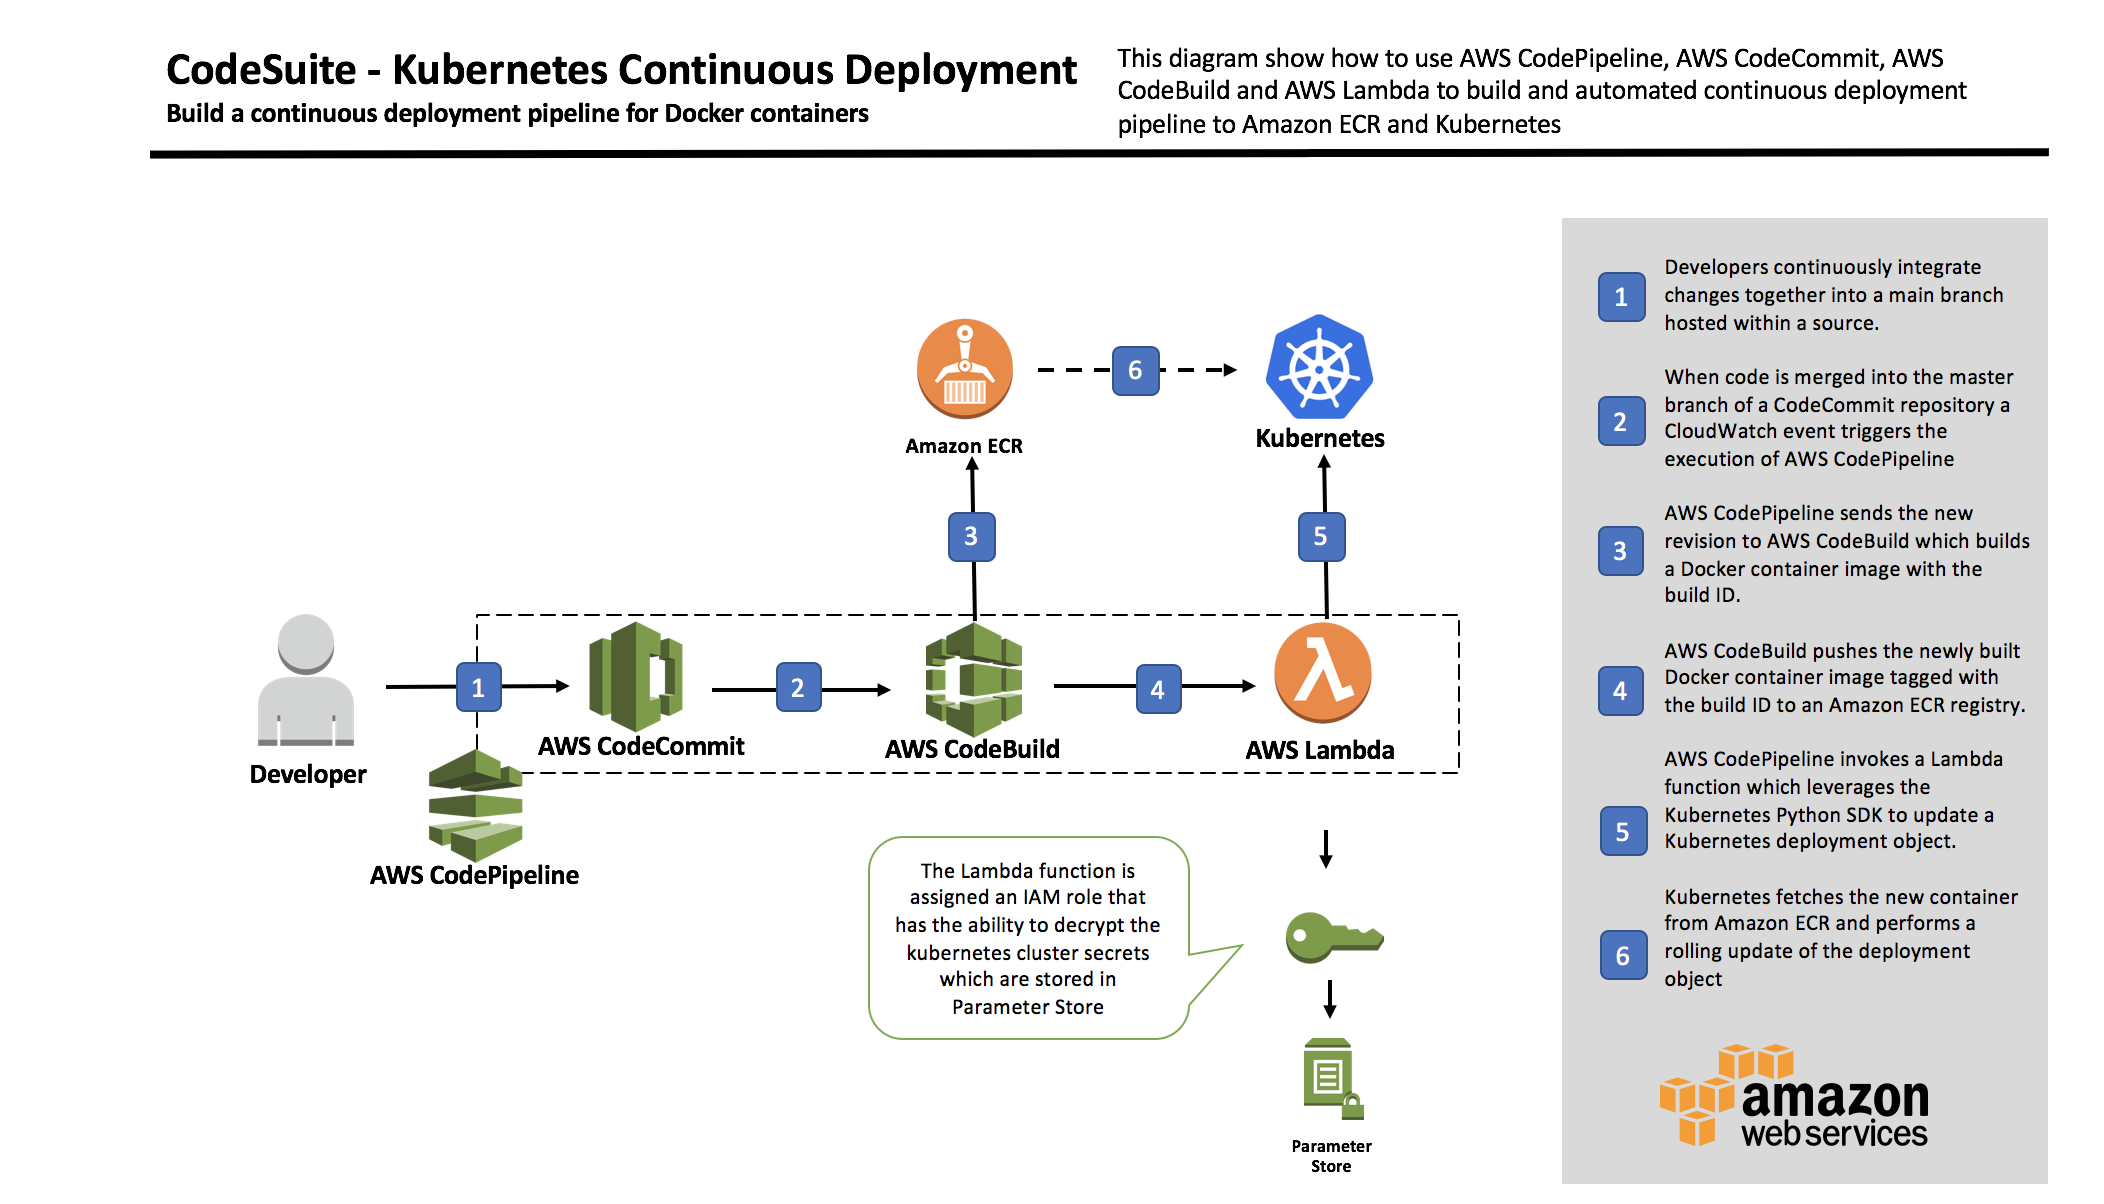 CodeSuite - Kubernetes Continuous Deployment
Build a continuous deployment pipeline for Docker containers
This diagram show how to use AWS CodePipeline, AWS CodeCommit, AWS
CodeBuild and AWS Lambda to build and automated continuous deployment
pipeline to Amazon ECR and Kubernetes
Amazon ECR
6
Kubernetes
3
5
Developer
1
AWS CodeCommit
2
AWS CodeBuild
4
AWS Lambda
AWS CodePipeline
The Lambda function is
assigned an IAM role that
has the ability to decrypt the
kubernetes cluster secrets
which are stored in
Parameter Store
Parameter
Store
1
Developers continuously integrate
changes together into a main branch
hosted within a source.
2
When code is merged into the master
branch of a CodeCommit repository a
CloudWatch event triggers the
execution of AWS CodePipeline
3
AWS CodePipeline sends the new
revision to AWS CodeBuild which builds
a Docker container image with the
build ID.
4
AWS CodeBuild pushes the newly built
Docker container image tagged with
the build ID to an Amazon ECR registry.
5
AWS CodePipeline invokes a Lambda
function which leverages the
Kubernetes Python SDK to update a
Kubernetes deployment object.
6
Kubernetes fetches the new container
from Amazon ECR and performs a
rolling update of the deployment
object
amazon
web services